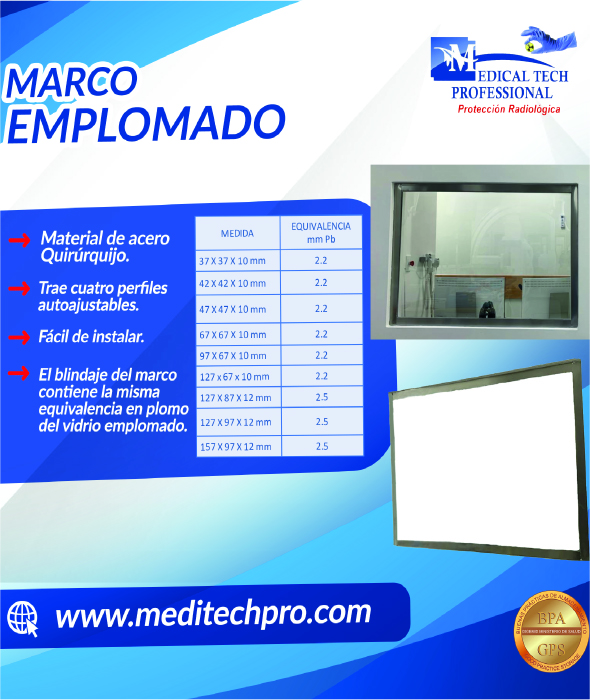 MARCO
EMPLOMADO
MEDICAL TECH
PROFESSIONAL
Protección Radiológica
Material de acero
Quirúrquijo.
Trae cuatro perfiles
autoajustables.
Fácil de instalar.
El blindaje del marco
contiene la misma
equivalencia en plomo
del vidrio emplomado.
MEDIDA EQUIVALENCIA mm Pb
37 X 37 X 10 mm 2.2
42 X 42 X 10 mm 2.2
47 X 47 X 10 mm 2.2
67 X 67 X 10 mm 2.2
97 X 67 X 10 mm 2.2
127 x 67 x 10 mm 2.2
127 X 87 X 12 mm 2.5
127 X 97 X 12 mm 2.5
157 X 97 X 12 mm 2.5
www.meditechpro.com
BPA
GPS